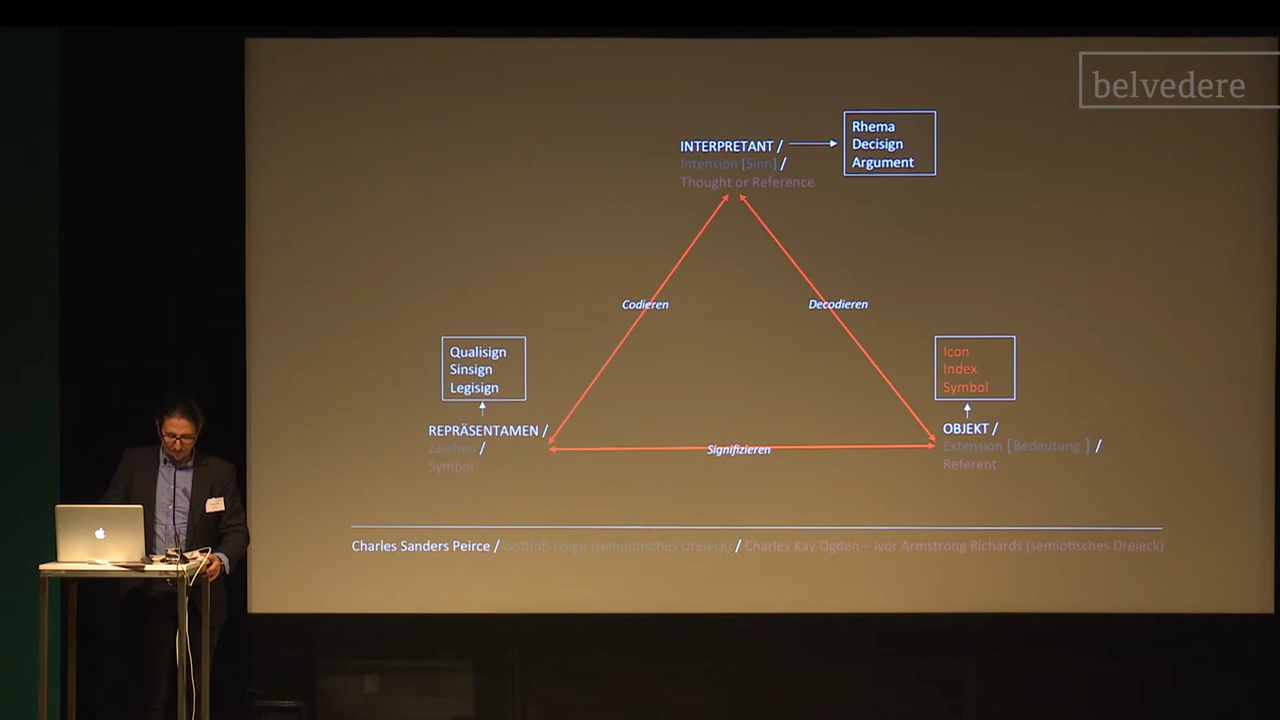 belvedere
INTERPRETANT /
Intension [Sinn] /
Thought or Reference
Rhema
Decisign
Argument
Codieren
Decodieren
Qualisign
Sinsign
Legisign
REPRÄSENTAMEN /
Zeichen /
Symbol
Icon
Index
Symbol
OBJEKT /
Extension [Bedeutung ] /
Referent
Signifizieren
Charles Sanders Peirce / Gottlob Frege (semiotisches Dreieck) / Charles Kay Ogden – Ivor Armstrong Richards (semiotisches Dreieck)